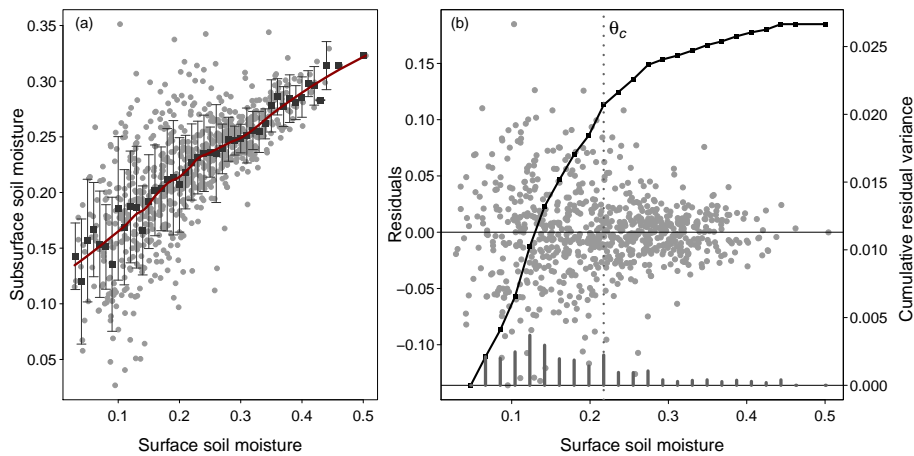 (a)
0.35
0.30
0.25
0.20
0.15
0.10
0.05
Subsurface soil moisture
0.1 0.2 0.3 0.4 0.5
Surface soil moisture
(b)
θc
0.15
0.10
0.05
0.00
−0.05
−0.10
Residuals
0.025
0.020
0.015
0.010
0.005
0.000
Cumulative residual variance
0.1 0.2 0.3 0.4 0.5
Surface soil moisture